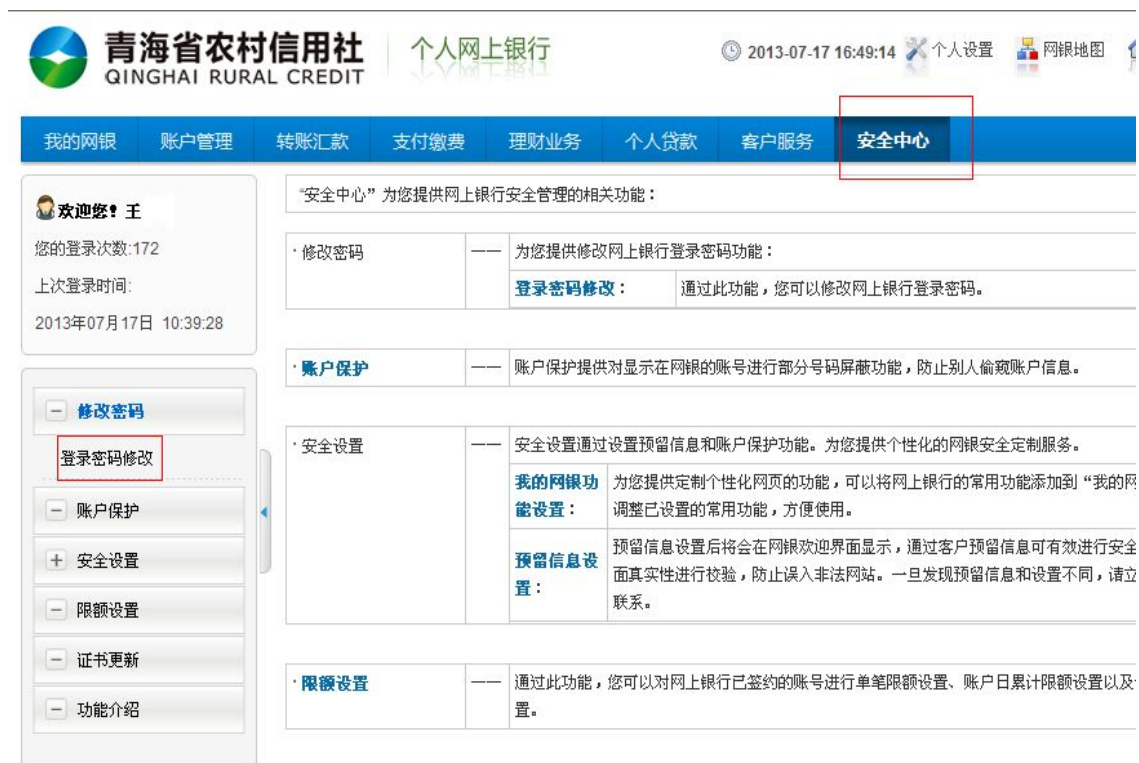 青海省农村信用社
QINGHAI RURAL CREDIT
个人网上银行
2013-07-17 16:49:14 个人设置 网银地图
我的网银 账户管理 转账汇款 支付缴费 理财业务 个人贷款 客户服务 安全中心
欢迎您! 王
您的登录次数:172
上次登录时间:
2013年07月17日 10:39:28
修改密码
登录密码修改
账户保护
安全设置
限额设置
证书更新
功能介绍
“安全中心”为您提供网上银行安全管理的相关功能:
·修改密码 —— 为您提供修改网上银行登录密码功能:
登录密码修改: 通过此功能,您可以修改网上银行登录密码。
·账户保护 —— 账户保护提供对显示在网银的账号进行部分号码屏蔽功能,防止别人偷窥账户信息。
·安全设置 —— 安全设置通过设置预留信息和账户保护功能。为您提供个性化的网银安全定制服务。
我的网银功能设置:
为您提供定制个性化网页的功能,可以将网上银行的常用功能添加到“我的网
调整已设置的常用功能,方便使用。
预留信息设置:
预留信息设置后将会在网银欢迎界面显示,通过客户预留信息可有效进行安全
面真实性进行校验,防止误入非法网站。一旦发现预留信息和设置不同,请立
联系。
·限额设置 —— 通过此功能,您可以对网上银行已签约的账号进行单笔限额设置、账户日累计限额设置以及
置。